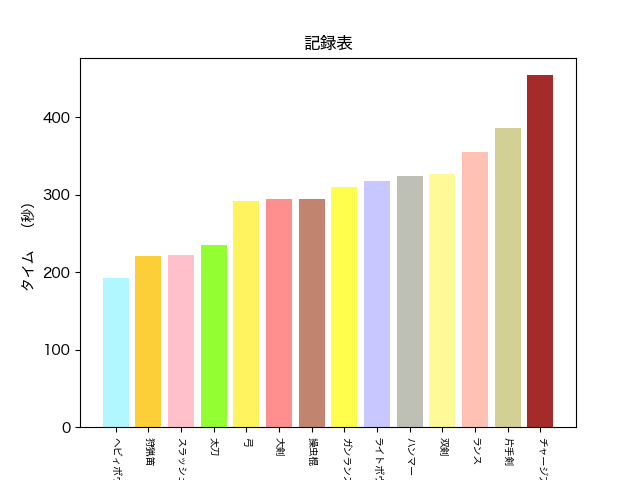 記録表
タイム （秒）
400
300
200
100
0
ヘビィボウ
狩猟笛
スラッシュ
太刀
弓
大剣
操虫棍
ガンランス
ライトボウ
ハンマー
双剣
ランス
片手剣
チャージア